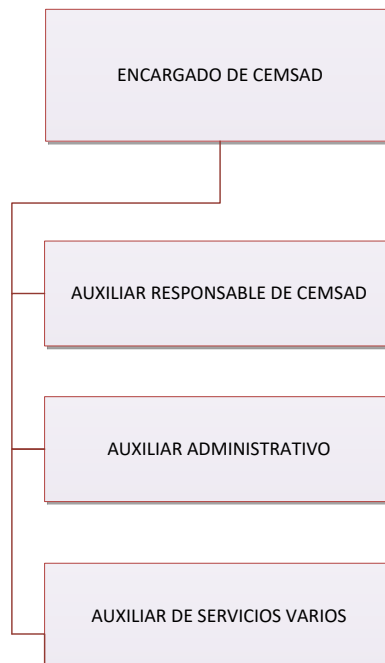 ENCARGADO DE CEMSAD
AUXILIAR RESPONSABLE DE CEMSAD
AUXILIAR ADMINISTRATIVO
AUXILIAR DE SERVICIOS VARIOS